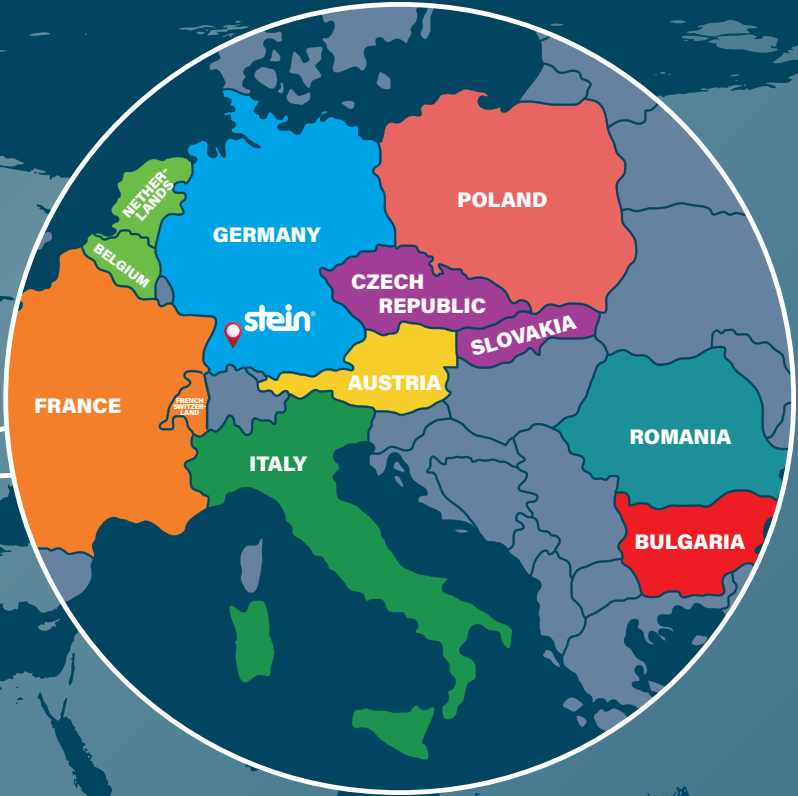 NETHER-
LANDS
BELGIUM
GERMANY
POLAND
CZECH
REPUBLIC
stein®
SLOVAKIA
AUSTRIA
FRANCE
FRENCH
SWITZER-
LAND
ITALY
ROMANIA
BULGARIA